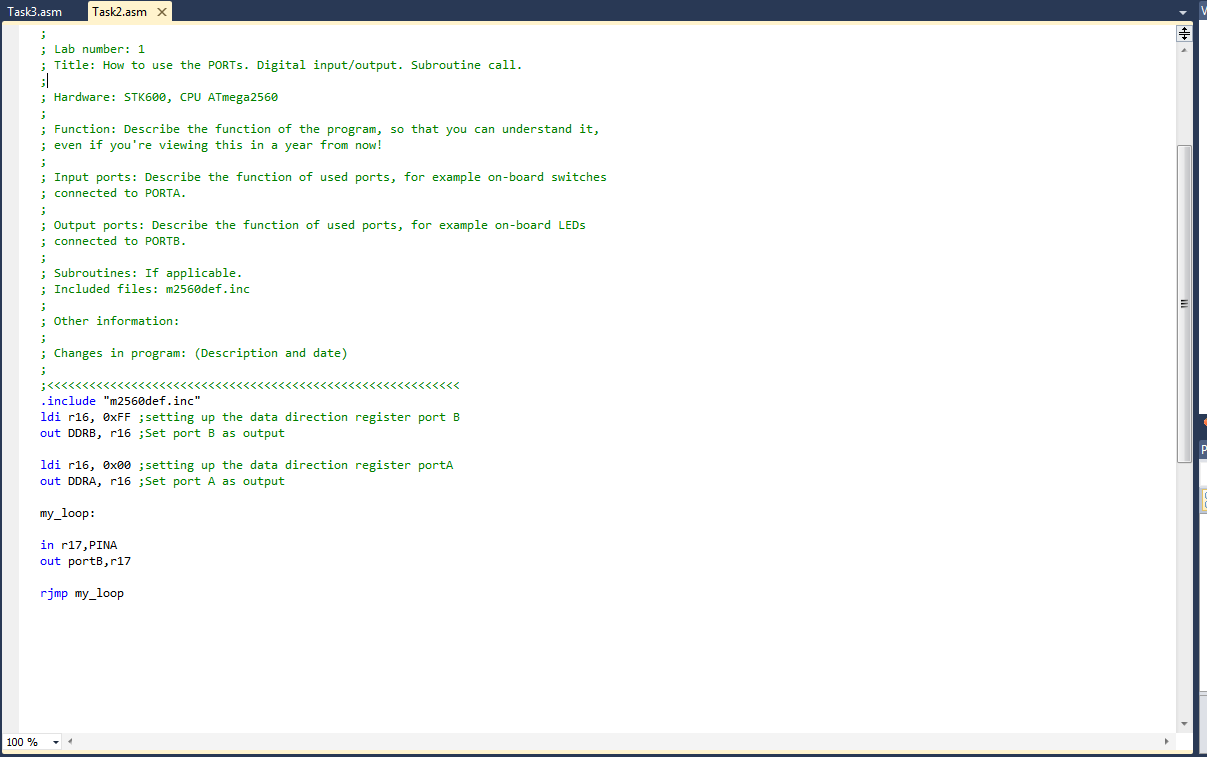 Task3.asm Task2.asm
;
; Lab number: 1
; Title: How to use the PORTs. Digital input/output. Subroutine call.
;
; Hardware: STK600, CPU ATmega2560
;
; Function: Describe the function of the program, so that you can understand it,
; even if you're viewing this in a year from now!
;
; Input ports: Describe the function of used ports, for example on-board switches
; connected to PORTA.
;
; Output ports: Describe the function of used ports, for example on-board LEDs
; connected to PORTB.
;
; Subroutines: If applicable.
; Included files: m2560def.inc
;
; Other information:
;
; Changes in program: (Description and date)
;
;<<<<<<<<<<<<<<<<<<<<<<<<<<<<<<<<<<<<<<<<<<<<<<<<<<<<<<<<<<<
.include "m2560def.inc"
ldi r16, 0xFF ;setting up the data direction register port B
out DDRB, r16 ;Set port B as output
ldi r16, 0x00 ;setting up the data direction register portA
out DDRA, r16 ;Set port A as output
my_loop:
in r17,PINA
out portB,r17
rjmp my_loop
100 %